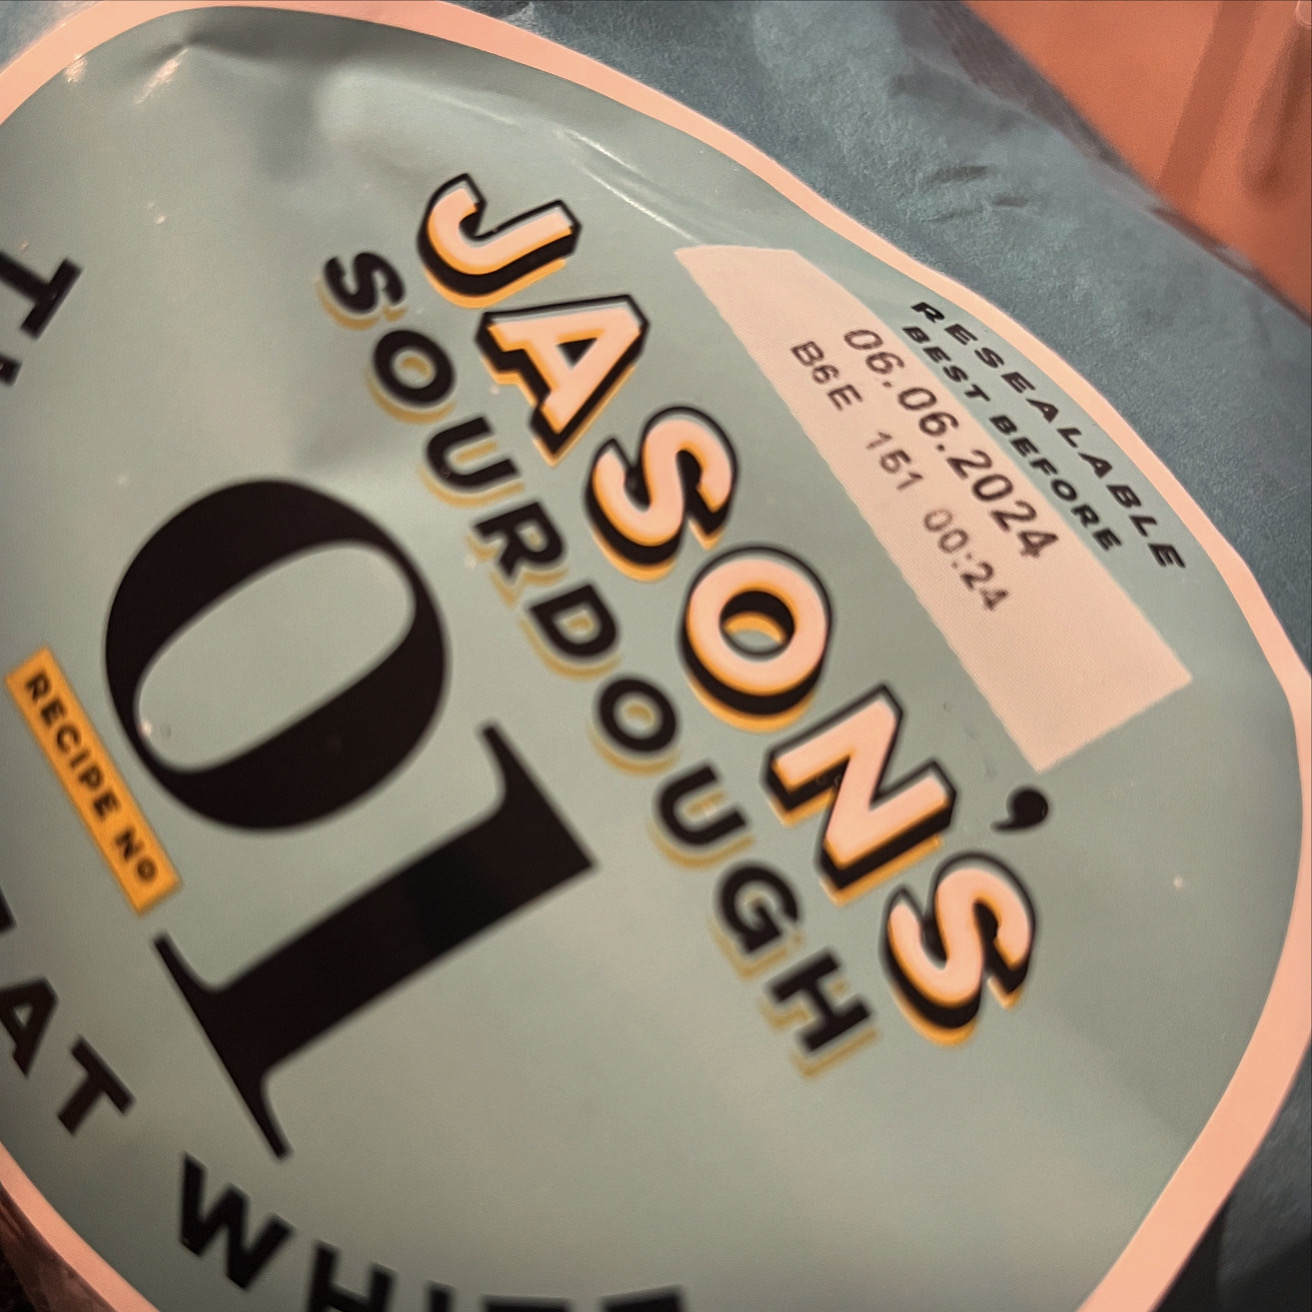 RESEALABLE
BEST BEFORE
06.06.2024
B6E 151 00:24
JASON'S
SOURDOUGH
01
RECIPE Nº